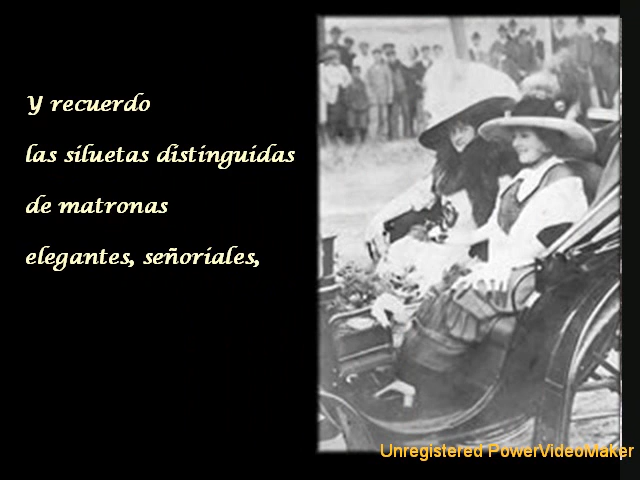 Y recuerdo
las siluetas distinguidas
de matronas
elegantes, señoriales,
Unregistered PowerVideoMaker